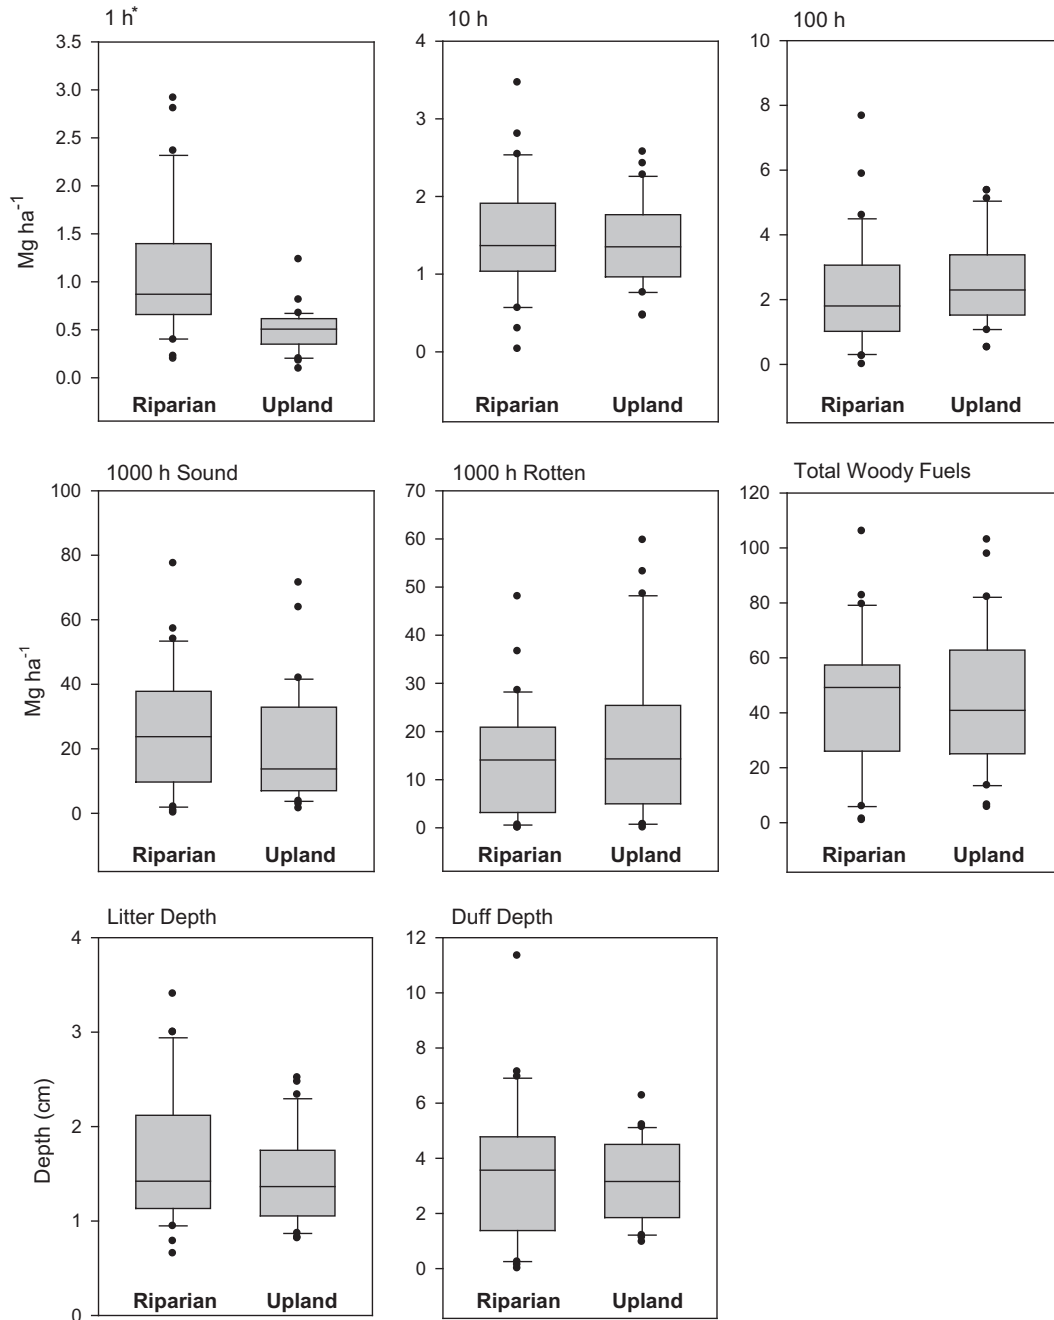 1 h*
10 h
100 h
3.5
3.0
2.5
2.0
1.5
1.0
0.5
0.0
Mg ha-1
Riparian Upland
4
3
2
1
0
Riparian Upland
10
8
6
4
2
0
Riparian Upland
1000 h Sound
1000 h Rotten
Total Woody Fuels
100
80
60
40
20
0
Mg ha-1
Riparian Upland
70
60
50
40
30
20
10
0
Riparian Upland
120
100
80
60
40
20
0
Riparian Upland
Litter Depth
Duff Depth
4
3
2
1
0
Depth (cm)
Riparian Upland
12
10
8
6
4
2
0
Riparian Upland